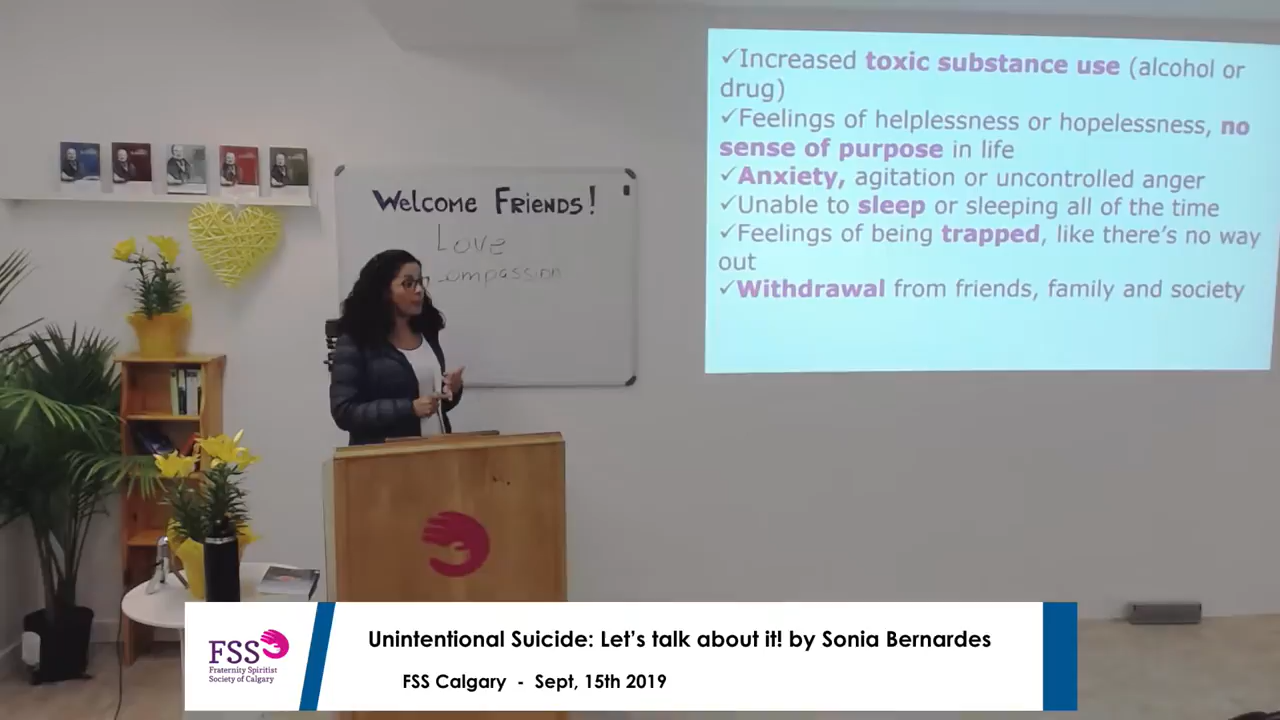 ✓Increased toxic substance use (alcohol or
drug)
✓Feelings of helplessness or hopelessness, no
sense of purpose in life
✓Anxiety, agitation or uncontrolled anger
✓Unable to sleep or sleeping all of the time
✓Feelings of being trapped, like there's no way
out
✓Withdrawal from friends, family and society
Welcome Friends!
Love
ompassion
FSS
Fraternity Spiritist
Society of Calgary
Unintentional Suicide: Let's talk about it! by Sonia Bernardes
FSS Calgary - Sept, 15th 2019